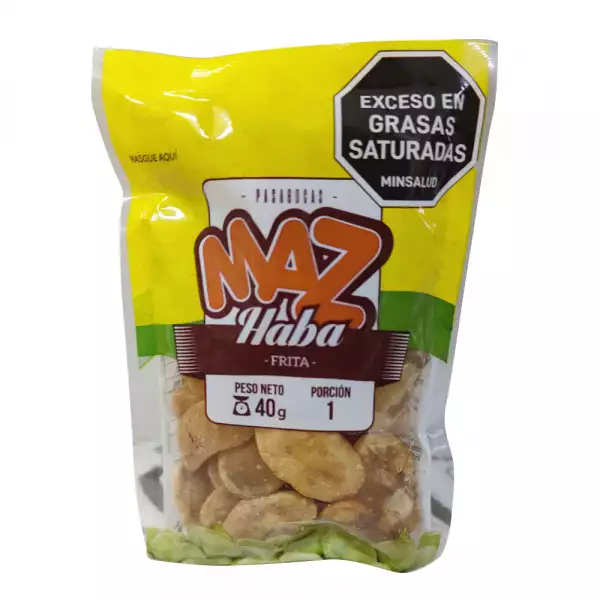 EXCESO EN
GRASAS
SATURADAS
MINSALUD
RASGUE AQUÍ
- PASABOCAS -
MAZ
Haba
- FRITA -
PESO NETO
40g
PORCIÓN
1